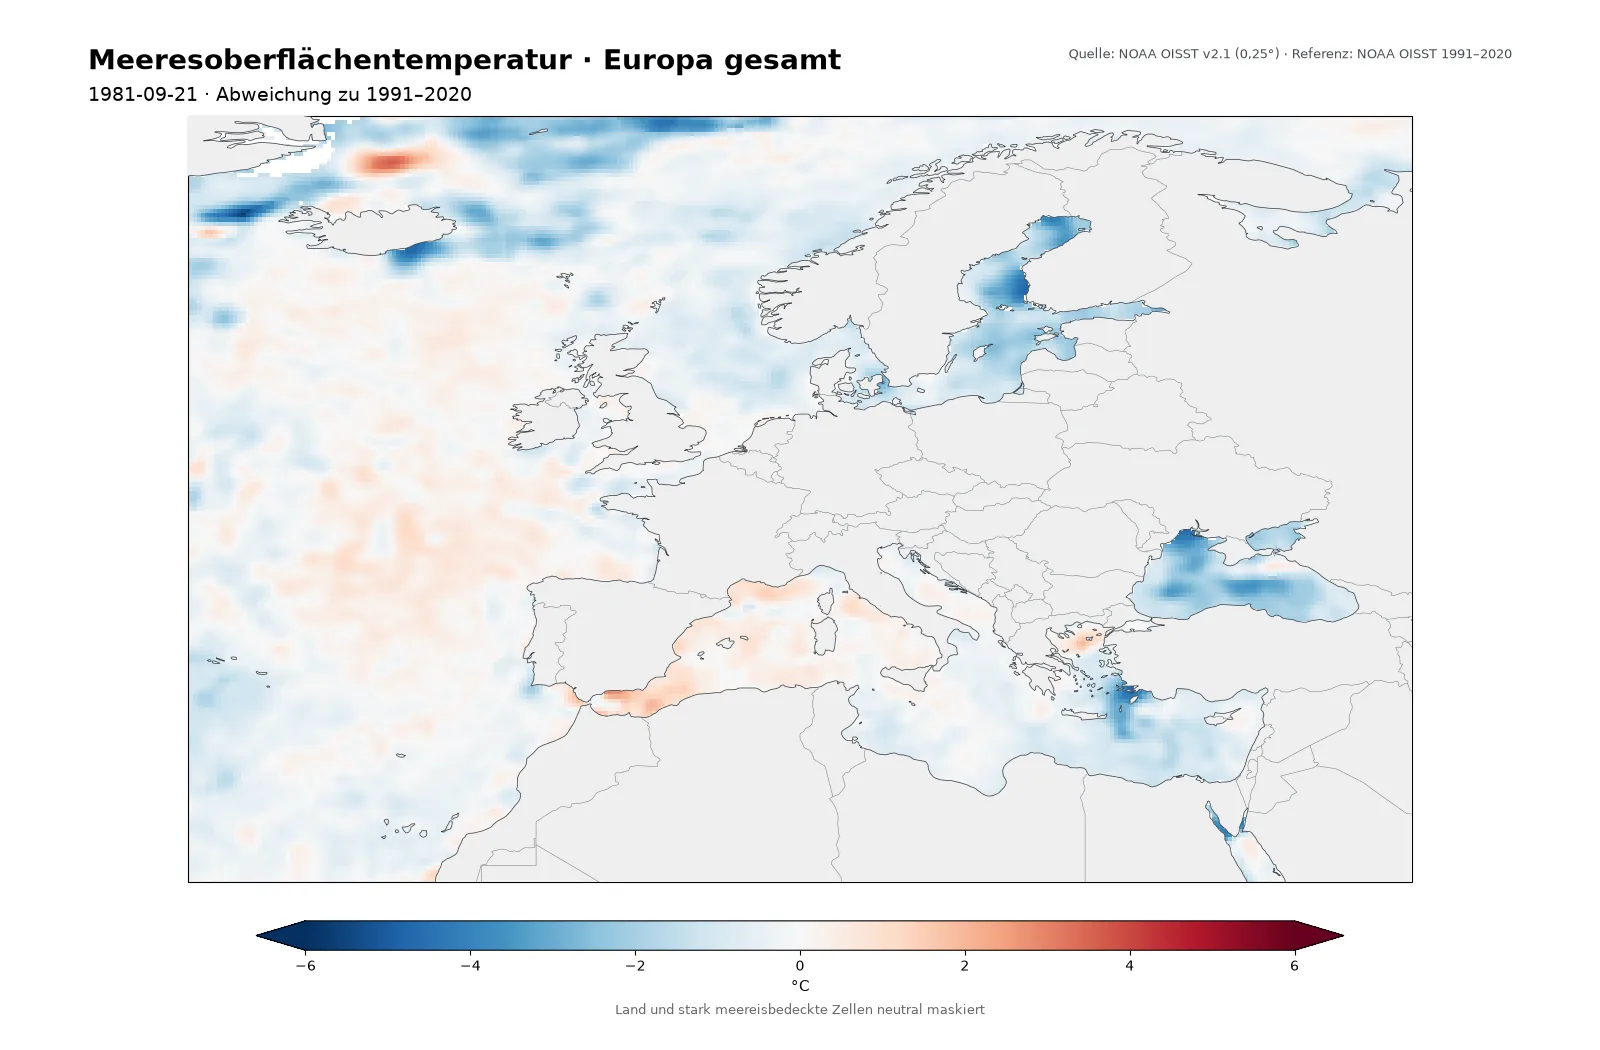 Meeresoberflächentemperatur · Europa gesamt
Quelle: NOAA OISST v2.1 (0,25°) · Referenz: NOAA OISST 1991–2020
1981-09-21 · Abweichung zu 1991–2020
−6 −4 −2 0 2 4 6
°C
Land und stark meereisbedeckte Zellen neutral maskiert